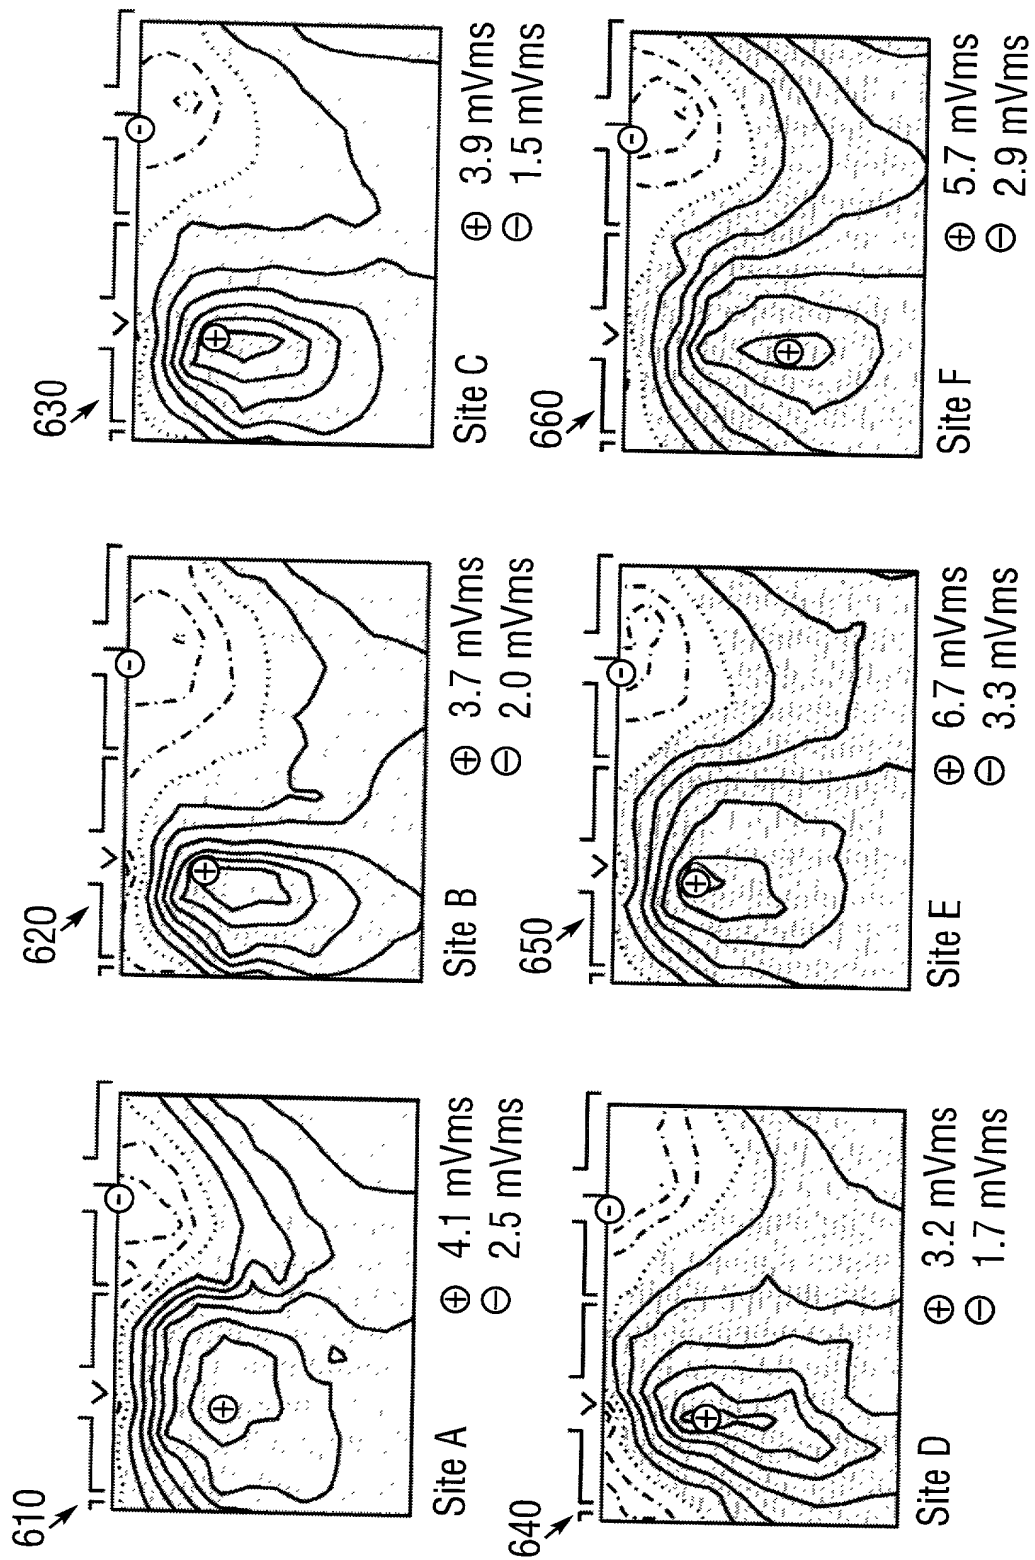 610
Site A
⊕ 4.1 mVms
⊖ 2.5 mVms
620
Site B
⊕ 3.7 mVms
⊖ 2.0 mVms
630
Site C
⊕ 3.9 mVms
⊖ 1.5 mVms
640
Site D
⊕ 3.2 mVms
⊖ 1.7 mVms
650
Site E
⊕ 6.7 mVms
⊖ 3.3 mVms
660
Site F
⊕ 5.7 mVms
⊖ 2.9 mVms